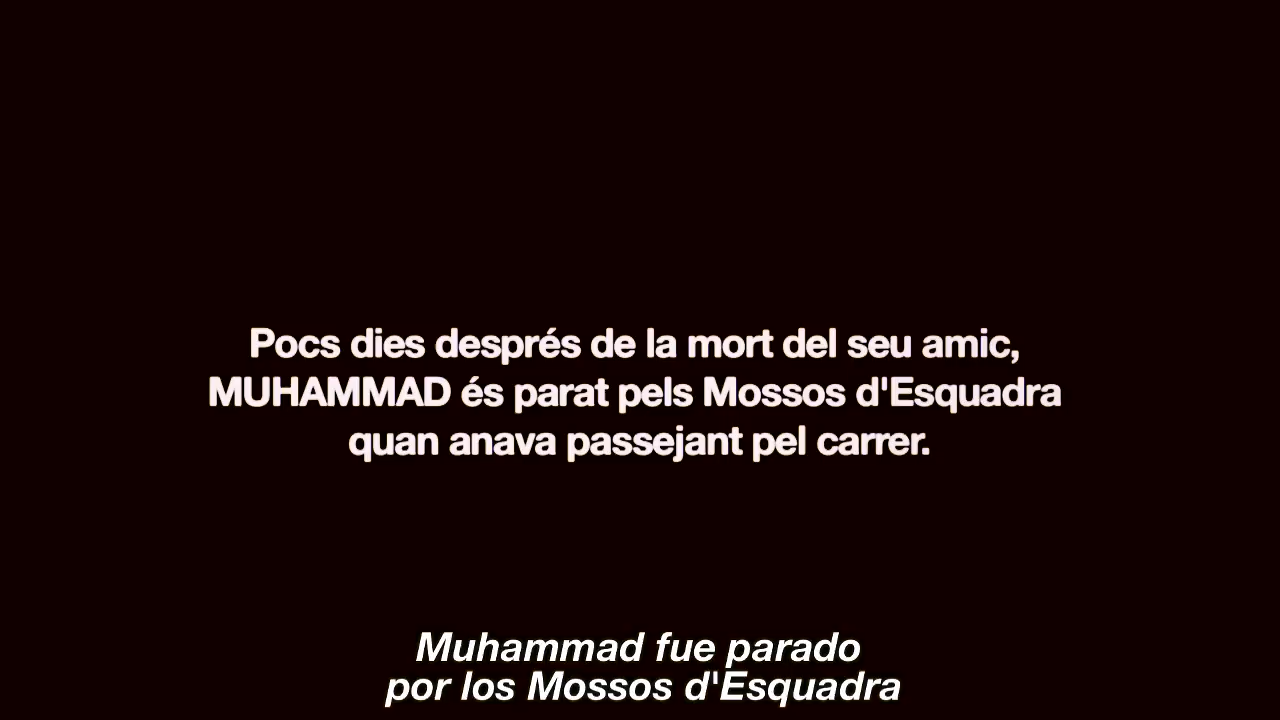 Pocs dies després de la mort del seu amic,
MUHAMMAD és parat pels Mossos d'Esquadra
quan anava passejant pel carrer.
Muhammad fue parado
por los Mossos d'Esquadra